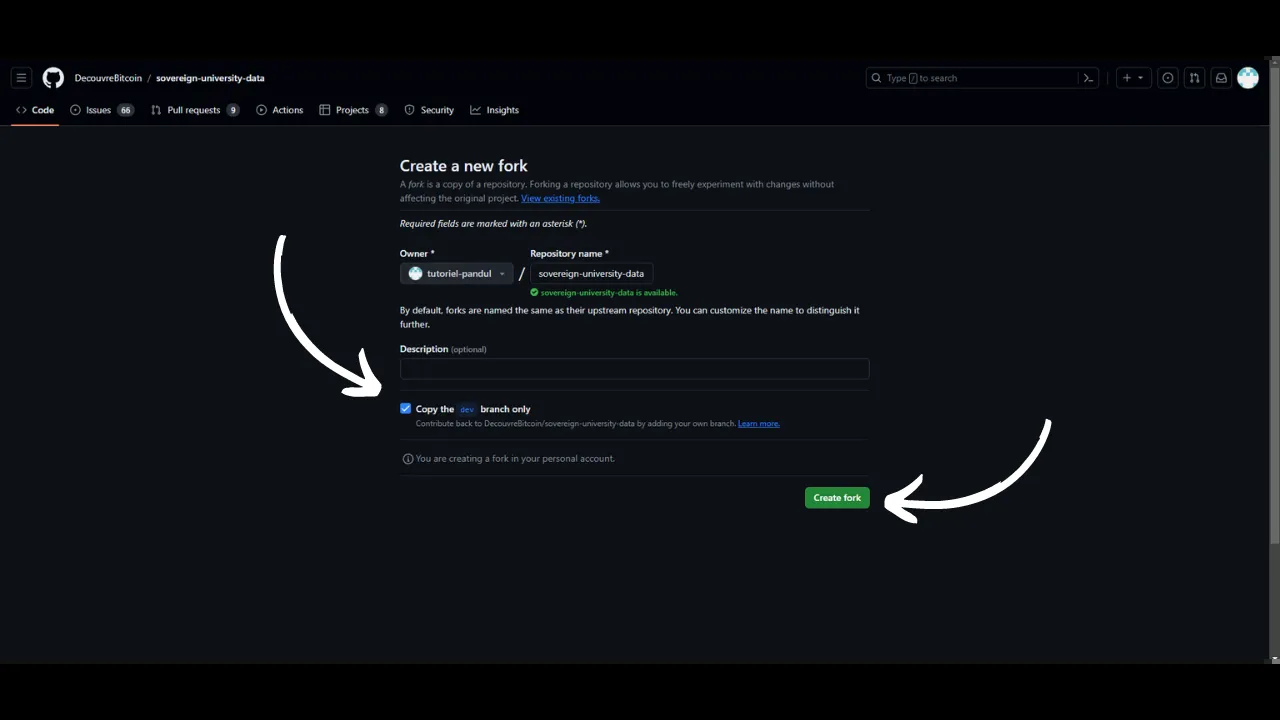 DecouvreBitcoin / sovereign-university-data
Type / to search
Code Issues 66 Pull requests 9 Actions Projects 8 Security Insights
Create a new fork
A fork is a copy of a repository. Forking a repository allows you to freely experiment with changes without
affecting the original project. View existing forks.
Required fields are marked with an asterisk (*).
Owner * Repository name *
tutoriel-pandul / sovereign-university-data
sovereign-university-data is available.
By default, forks are named the same as their upstream repository. You can customize the name to distinguish it
further.
Description (optional)
Copy the dev branch only
Contribute back to DecouvreBitcoin/sovereign-university-data by adding your own branch. Learn more.
You are creating a fork in your personal account.
Create fork